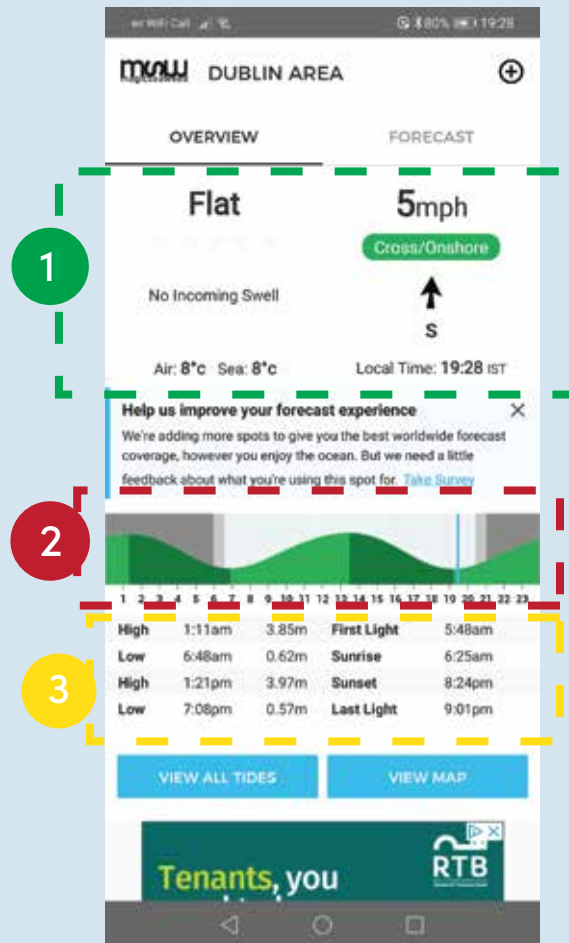 80% 19:28
msw DUBLIN AREA
OVERVIEW FORECAST
1
Flat 5mph
Cross/Onshore
No Incoming Swell
S
Air: 8°c Sea: 8°c Local Time: 19:28 IST
Help us improve your forecast experience
We're adding more spots to give you the best worldwide forecast
coverage, however you enjoy the ocean. But we need a little
feedback about what you're using this spot for. Take Survey
2
1 2 3 4 5 6 7 8 9 10 11 12 13 14 15 16 17 18 19 20 21 22 23
High 1:11am 3.85m First Light 5:48am
Low 6:48am 0.62m Sunrise 6:25am
3
High 1:21pm 3.97m Sunset 8:24pm
Low 7:08pm 0.57m Last Light 9:01pm
VIEW ALL TIDES VIEW MAP
Tenants, you
RTB